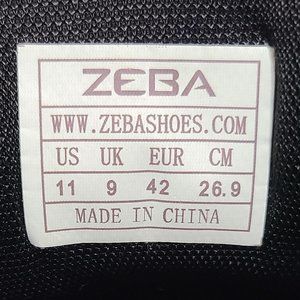 ZEBA
WWW.ZEBASHOES.COM
US UK EUR CM
11 9 42 26.9
MADE IN CHINA